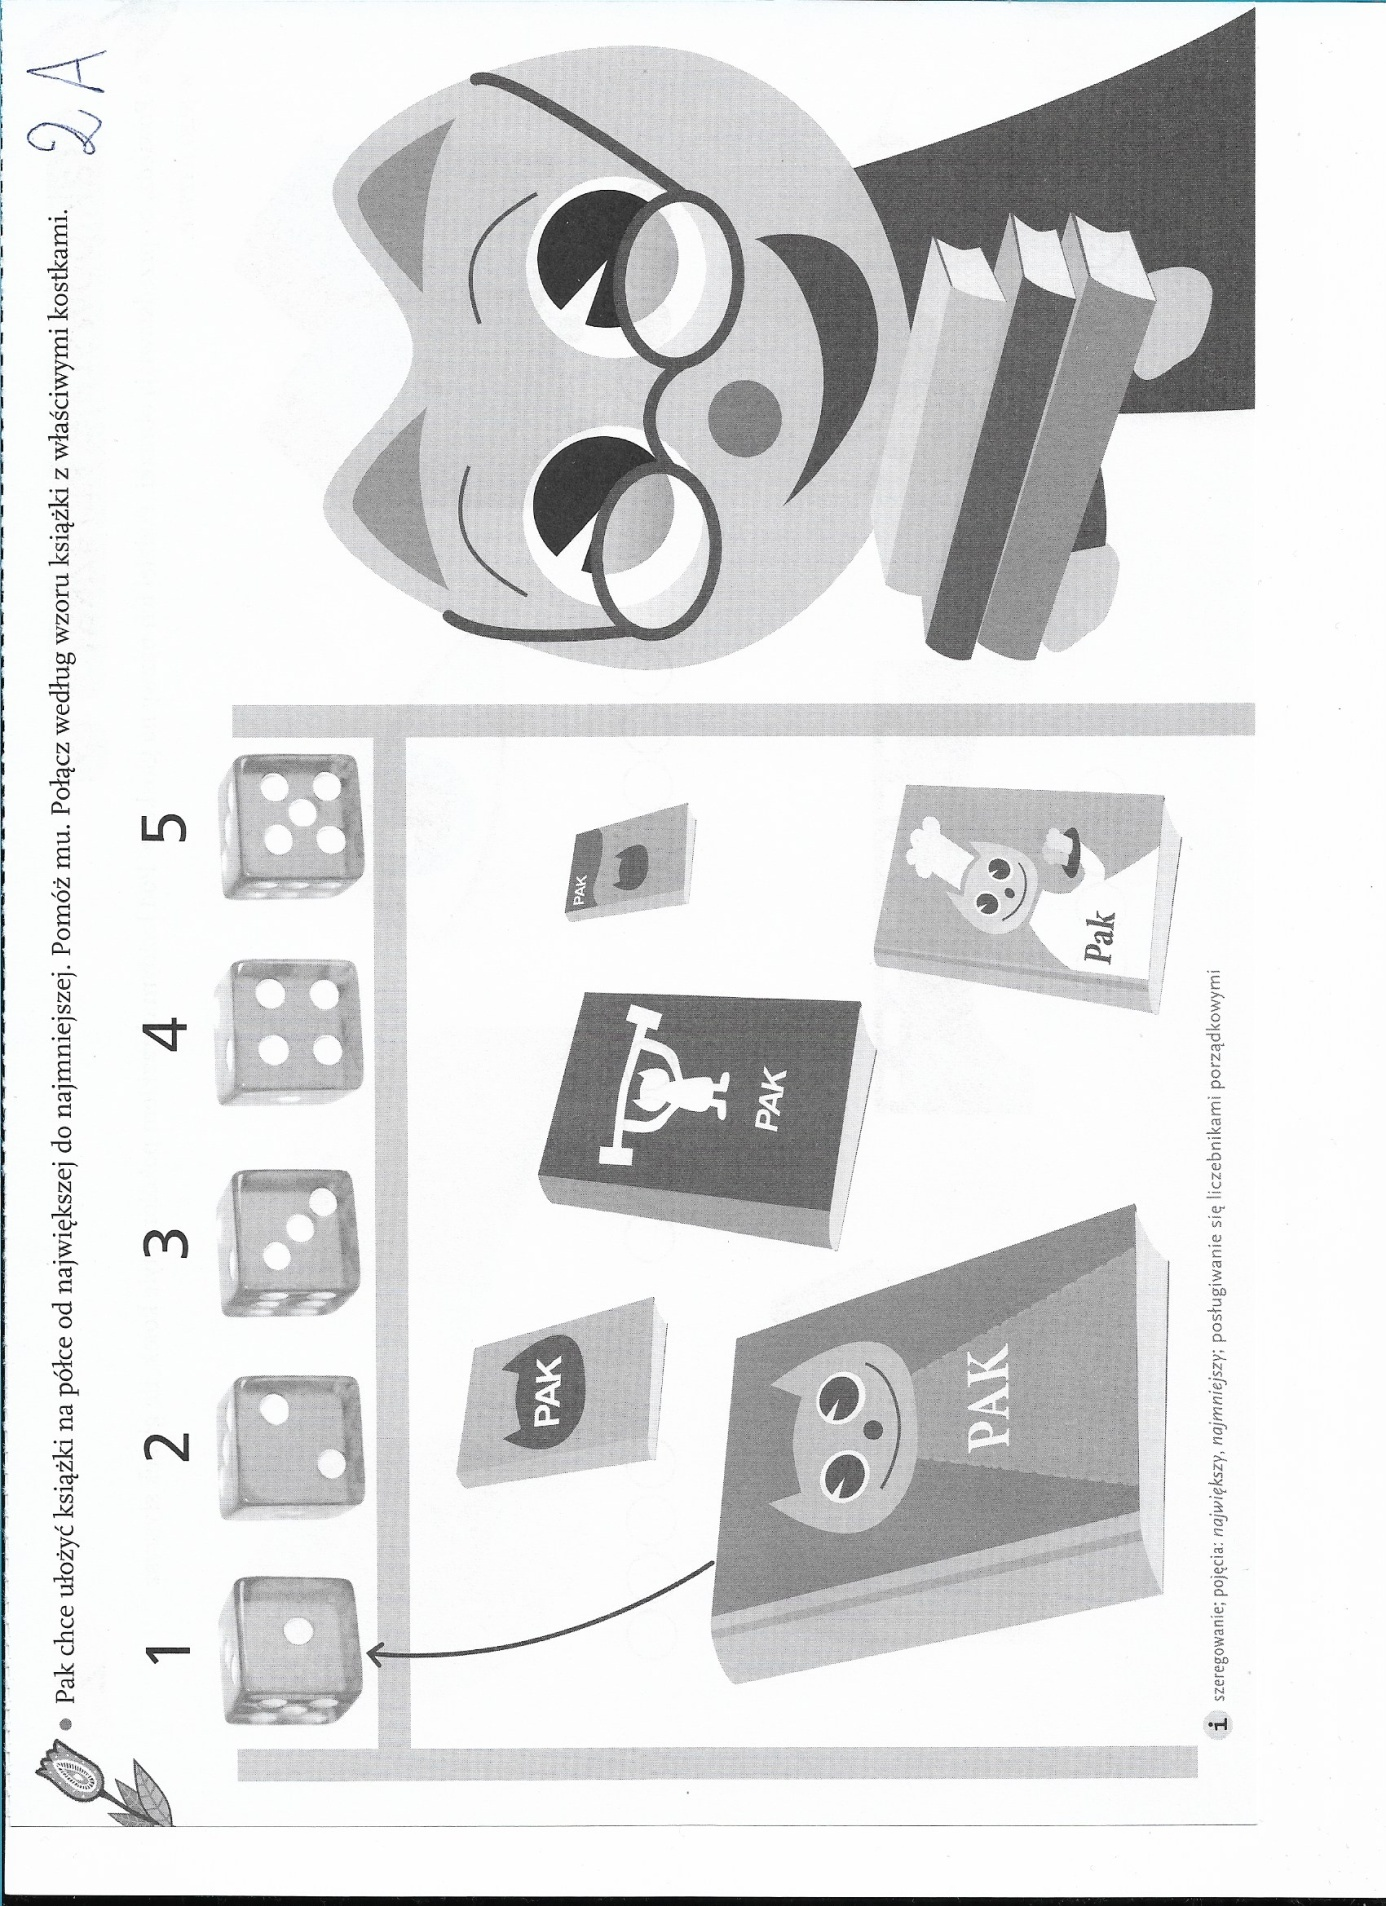 2A
• Pak chce ułożyć książki na półce od największej do najmniejszej. Pomóż mu. Połącz według wzoru książki z właściwymi kostkami.
1 2 3 4 5
PAK
PAK
PAK
PAK
Pak
i szeregowanie; pojęcia: największy, najmniejszy; posługiwanie się liczebnikami porządkowymi